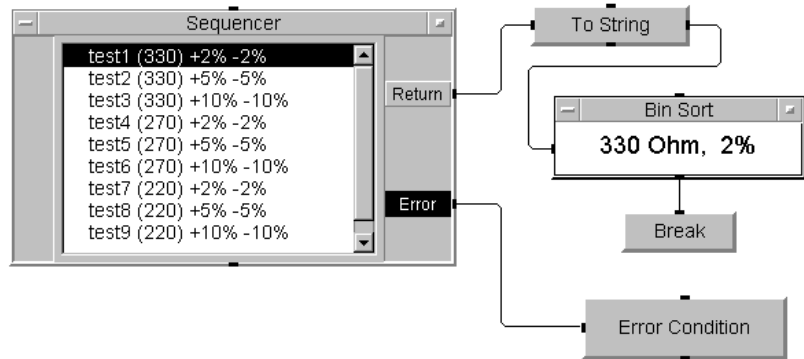 Sequencer
test1 (330) +2% -2%
test2 (330) +5% -5%
test3 (330) +10% -10%
test4 (270) +2% -2%
test5 (270) +5% -5%
test6 (270) +10% -10%
test7 (220) +2% -2%
test8 (220) +5% -5%
test9 (220) +10% -10%
Return
Error
To String
Bin Sort
330 Ohm, 2%
Break
Error Condition